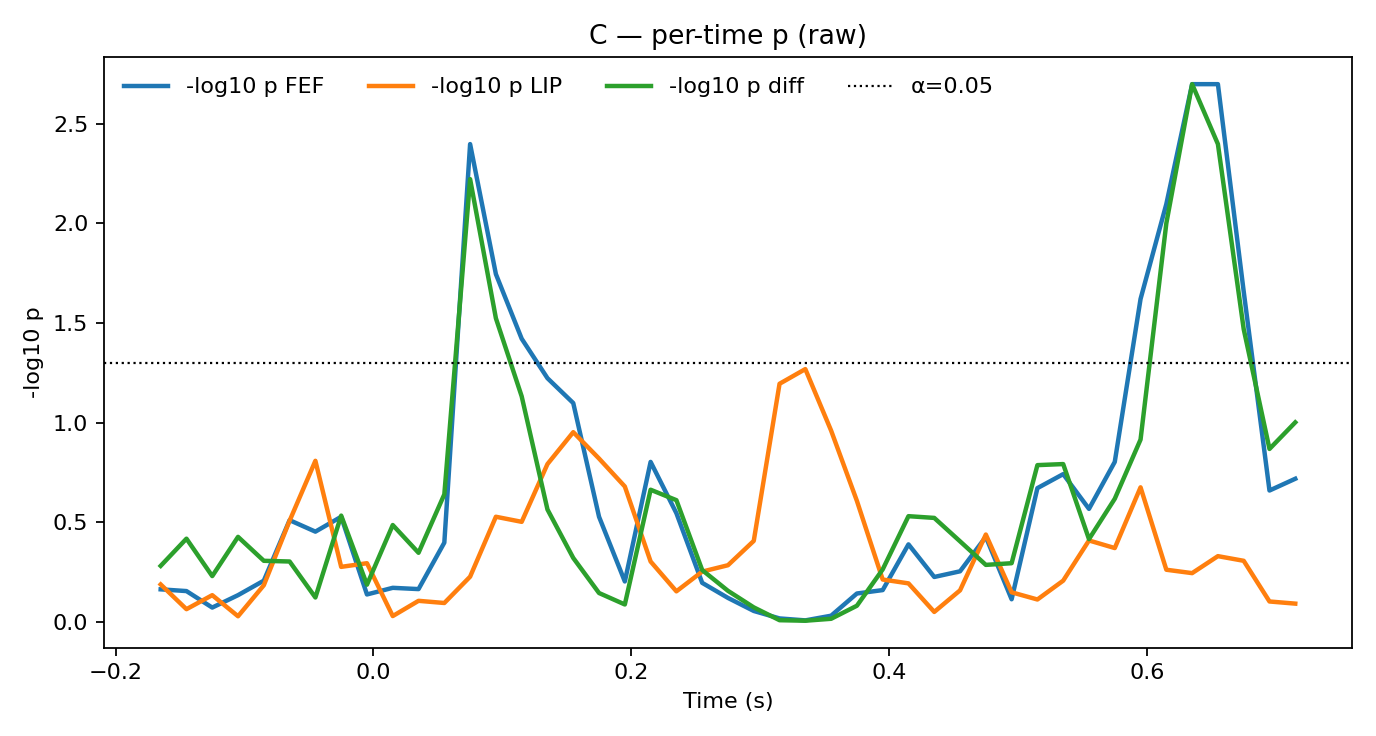 C — per-time p (raw)
-log10 p FEF
-log10 p LIP
-log10 p diff
α=0.05
-log10 p
2.5
2.0
1.5
1.0
0.5
0.0
−0.2
0.0
0.2
0.4
0.6
Time (s)